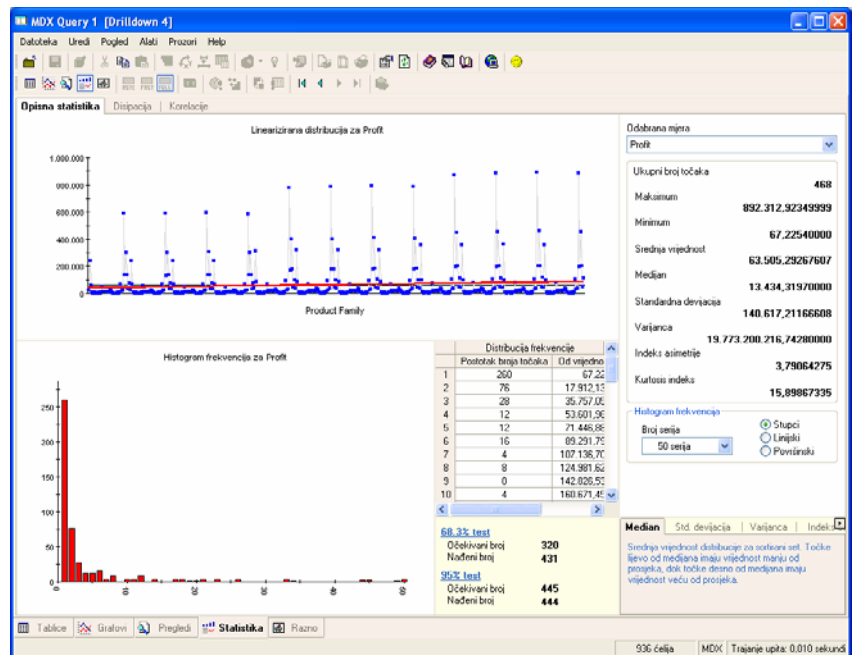 MDX Query 1 [Drilldown 4]
Datoteka Uredi Pogled Alati Prozori Help
Opisna statistika Disipacija Korelacije
Linearizirana distribucija za Profit
1.000.000
800.000
600.000
400.000
200.000
0
Product Family
Histogram frekvencija za Profit
250
200
150
100
50
0
0 10 20 30 40 50 60
Distribucija frekvencije
Postotak broja točaka Od vrijedno
1 260 67,22
2 76 17.912,13
3 28 35.757,05
4 12 53.601,96
5 12 71.446,88
6 16 89.291,79
7 4 107.136,70
8 8 124.981,62
9 0 142.826,53
10 4 160.671,45
68.3% test
Očekivani broj 320
Nađeni broj 431
95% test
Očekivani broj 445
Nađeni broj 444
Odabrana mjera
Profit
Ukupni broj točaka
468
Maksimum
892.312,92349999
Minimum
67,22540000
Srednja vrijednost
63.505,29267607
Medijan
13.434,31970000
Standardna devijacija
140.617,21166608
Varijanca
19.773.200.216,74280000
Indeks asimetrije
3,79064275
Kurtosis indeks
15,89867335
Histogram frekvencija
Broj serija
50 serija
Stupci
Linijski
Površinski
Median Std. devijacija Varijanca Indeks
Srednja vrijednost distribucije za sortirani set. Točke
lijevo od medijana imaju vrijednost manju od
prosjeka, dok točke desno od medijana imaju
vrijednost veću od prosjeka.
Tablice Grafovi Pregledi Statistika Razno
936 ćelija MDX Trajanje upita: 0.010 sekundi